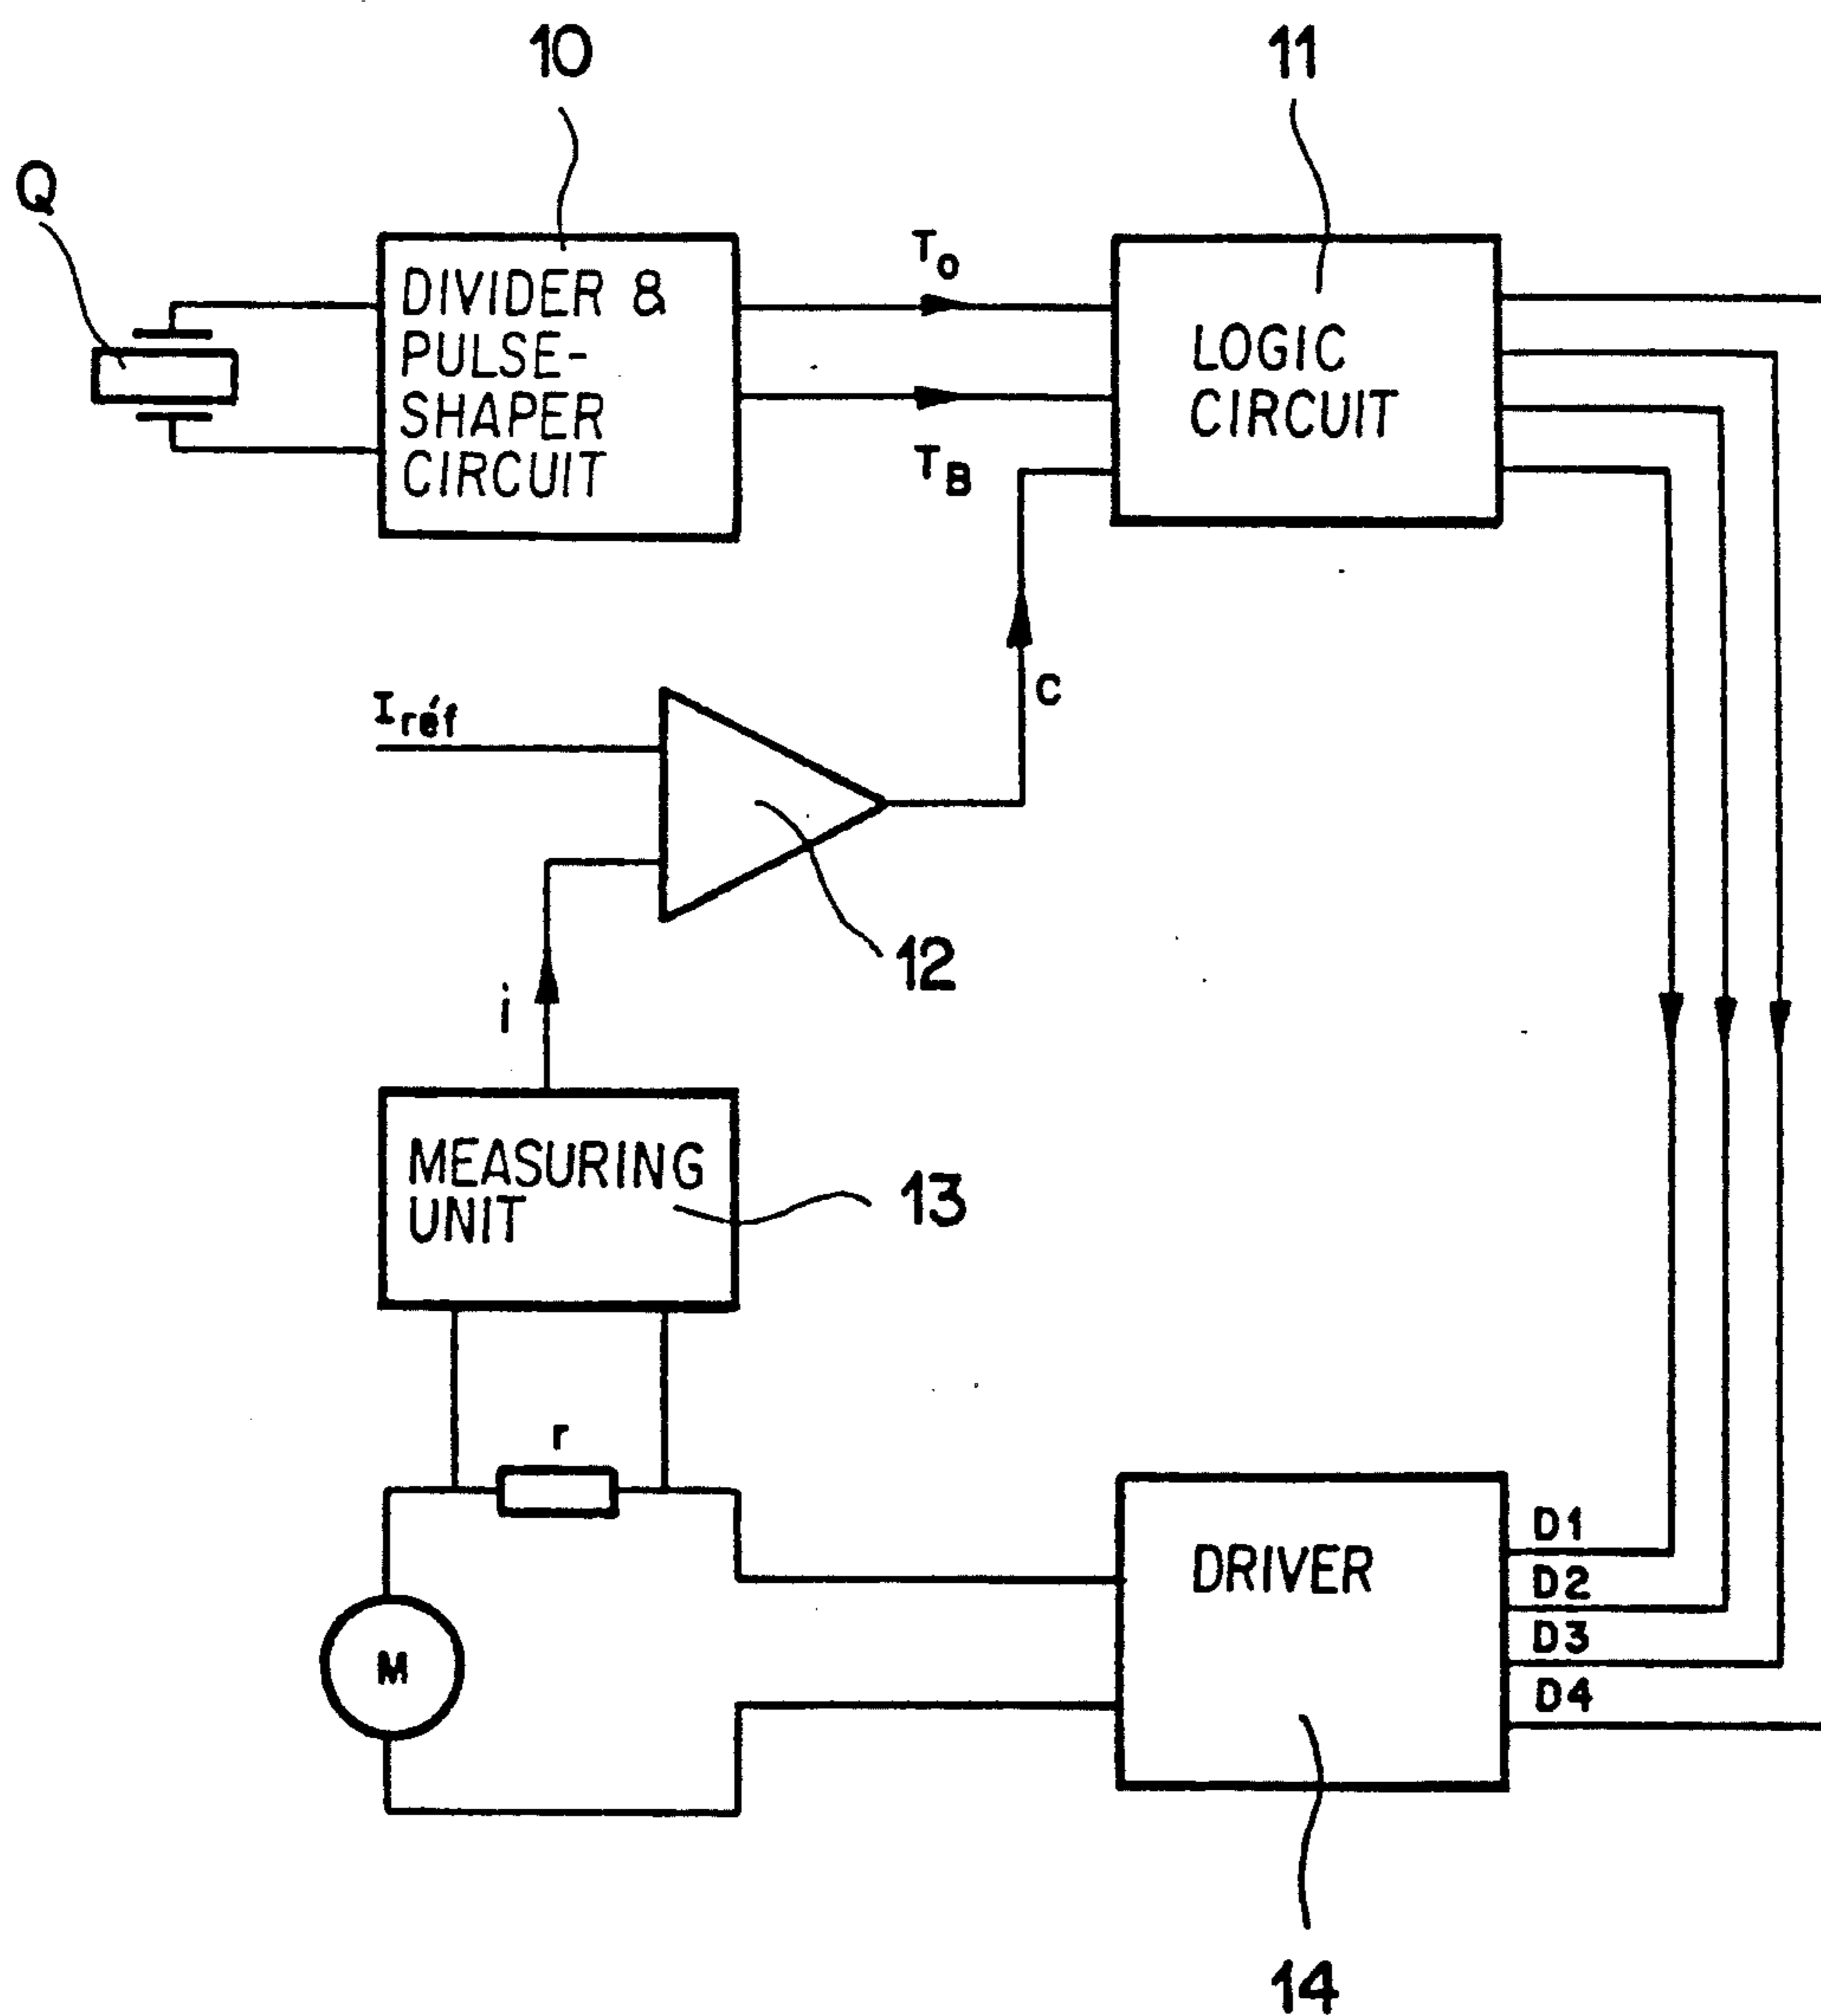 10
11
Q
DIVIDER &
PULSE-
SHAPER
CIRCUIT
To
TB
LOGIC
CIRCUIT
Iréf
C
12
i
MEASURING
UNIT
13
r
M
DRIVER
D1
D2
D3
D4
14